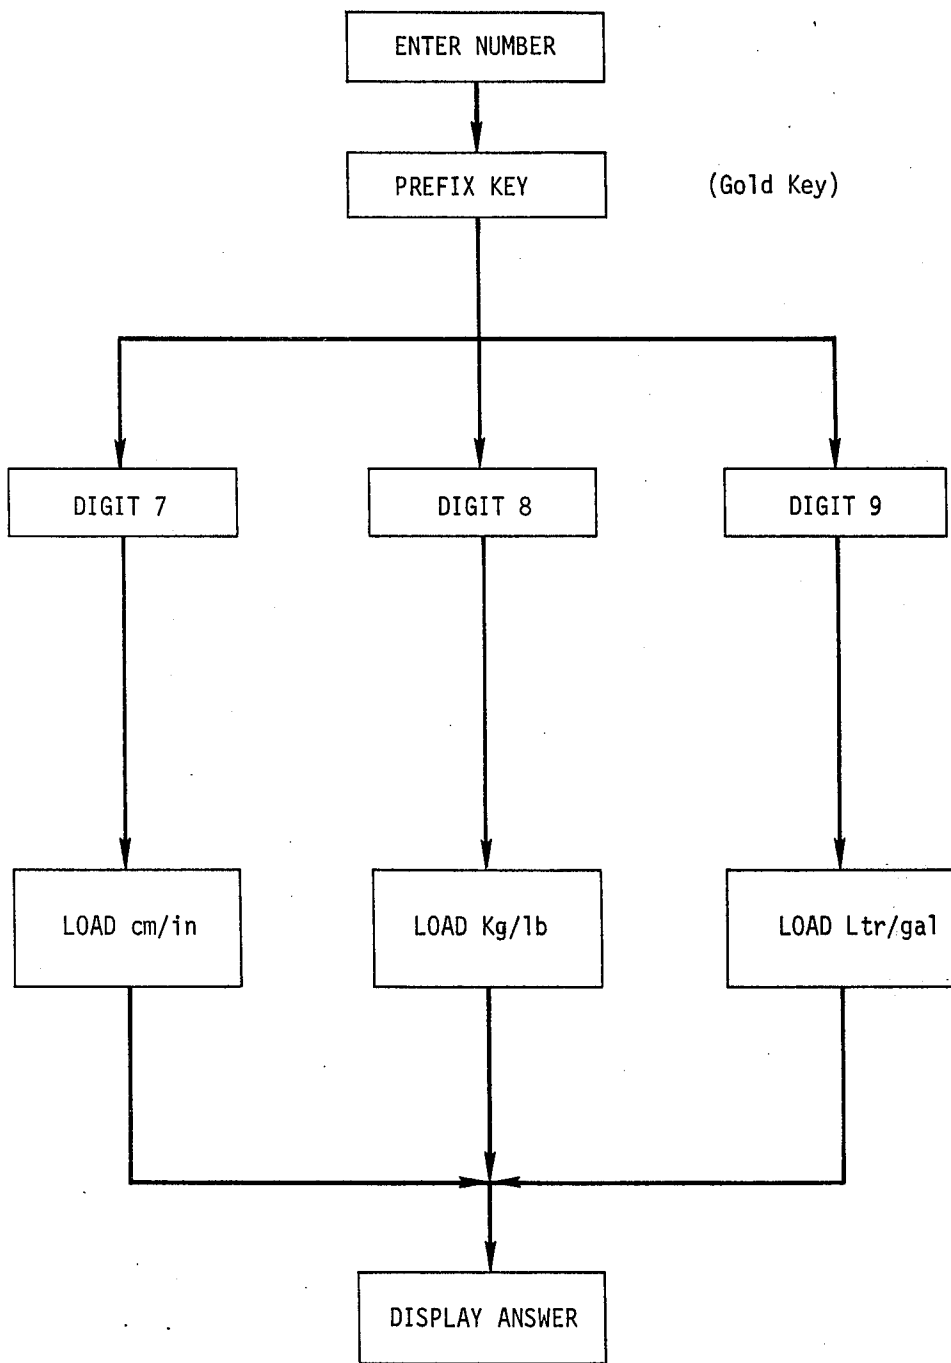 ENTER NUMBER
PREFIX KEY
(Gold Key)
DIGIT 7
DIGIT 8
DIGIT 9
LOAD cm/in
LOAD Kg/lb
LOAD Ltr/gal
DISPLAY ANSWER